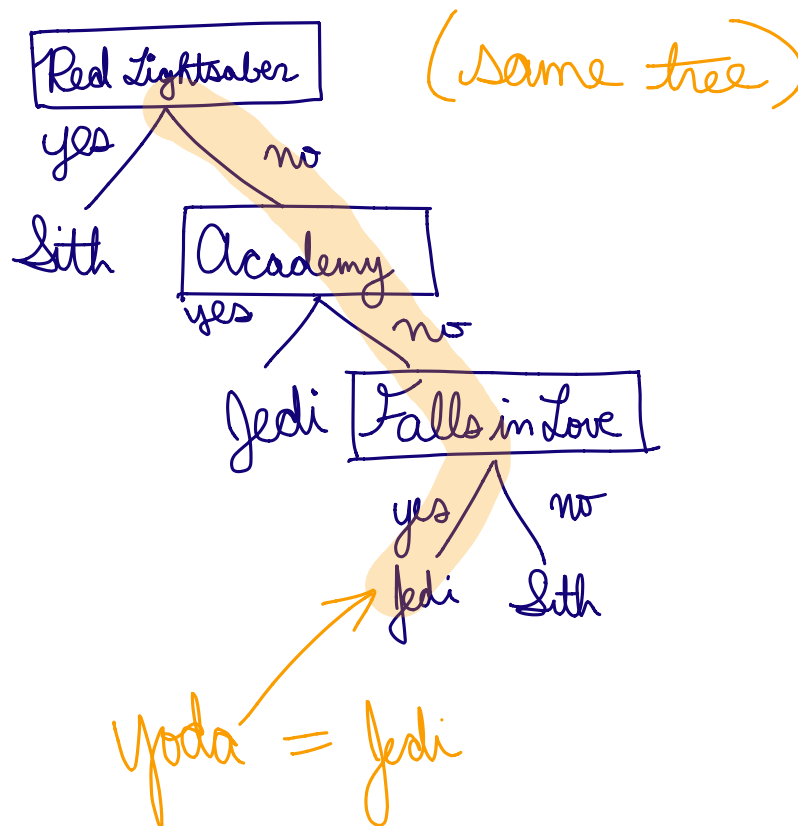 Red Lightsaber
(same tree)
yes
no
Sith
Academy
yes
no
Jedi
Falls in Love
yes
no
Jedi
Sith
yoda = Jedi